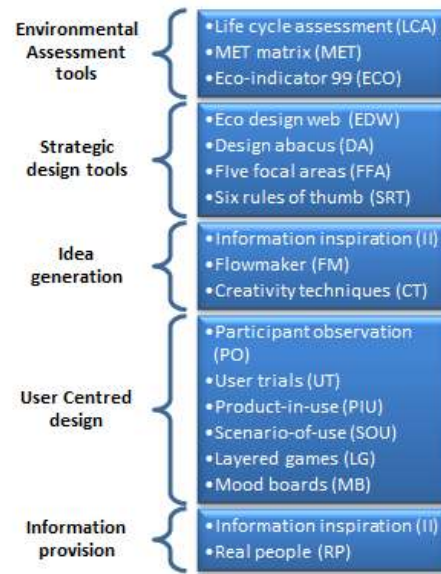 Environmental
Assessment
tools
•Life cycle assessment (LCA)
•MET matrix (MET)
•Eco-indicator 99 (ECO)
Strategic
design tools
•Eco design web (EDW)
•Design abacus (DA)
•FIve focal areas (FFA)
•Six rules of thumb (SRT)
Idea
generation
•Information inspiration (II)
•Flowmaker (FM)
•Creativity techniques (CT)
User Centred
design
•Participant observation
(PO)
•User trials (UT)
•Product-in-use (PIU)
•Scenario-of-use (SOU)
•Layered games (LG)
•Mood boards (MB)
Information
provision
•Information inspiration (II)
•Real people (RP)